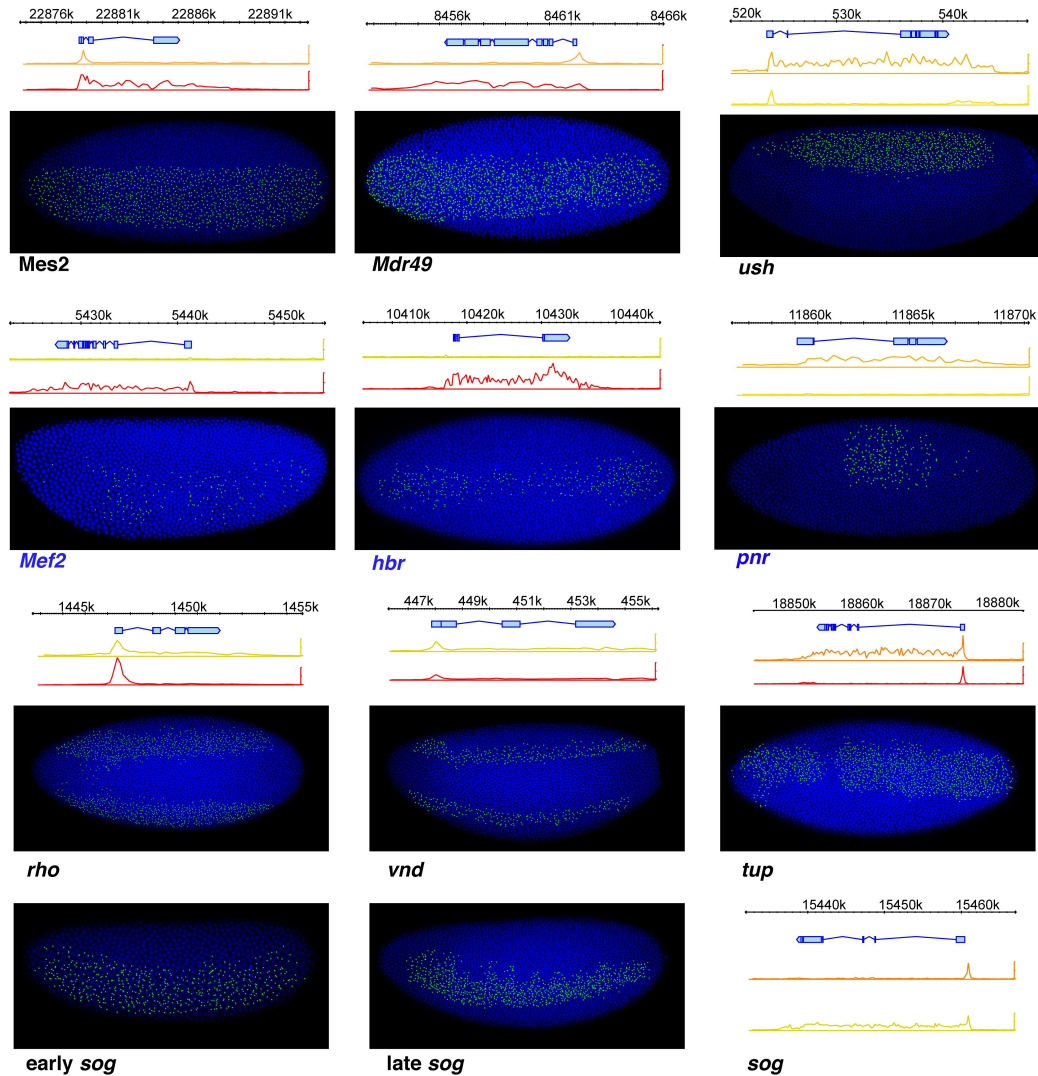 22876k 22881k 22886k 22891k
8456k 8461k 8466k
520k 530k 540k
Mes2
Mdr49
ush
5430k 5440k 5450k
10410k 10420k 10430k 10440k
11860k 11865k 11870k
Mef2
hbr
pnr
1445k 1450k 1455k
447k 449k 451k 453k 455k
18850k 18860k 18870k 18880k
rho
vnd
tup
15440k 15450k 15460k
early sog
late sog
sog